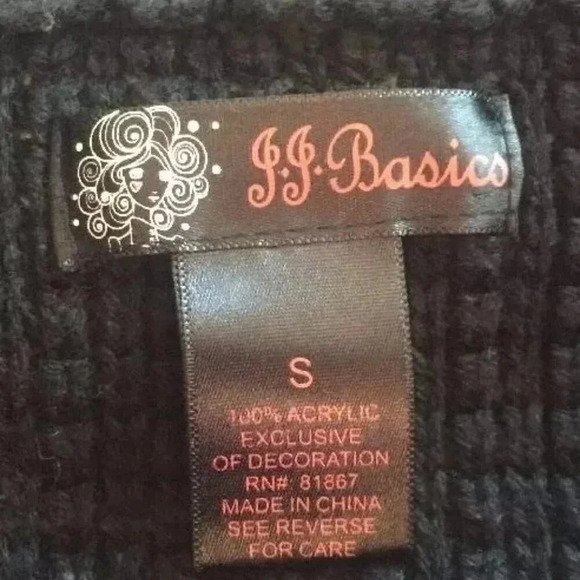 J.J. Basics
S
100% ACRYLIC
EXCLUSIVE
OF DECORATION
RN# 81867
MADE IN CHINA
SEE REVERSE
FOR CARE